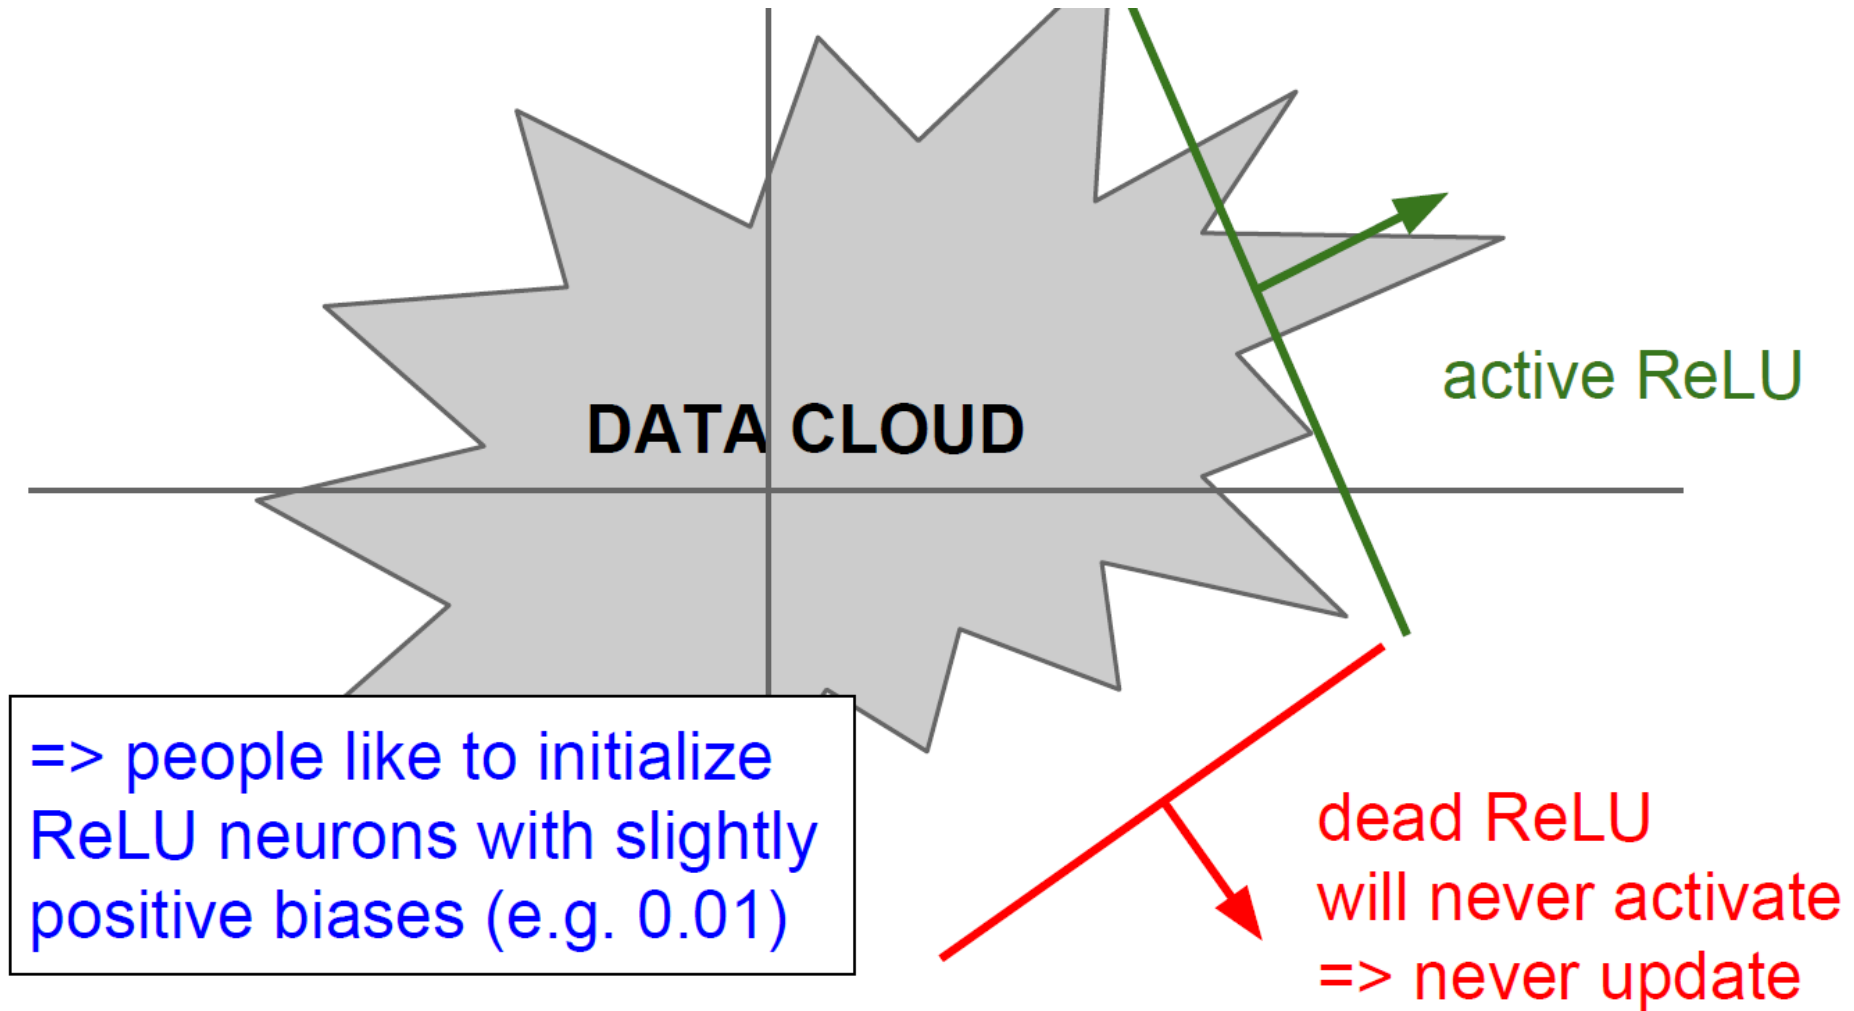 active ReLU
DATA CLOUD
=> people like to initialize
ReLU neurons with slightly
positive biases (e.g. 0.01)
dead ReLU
will never activate
=> never update